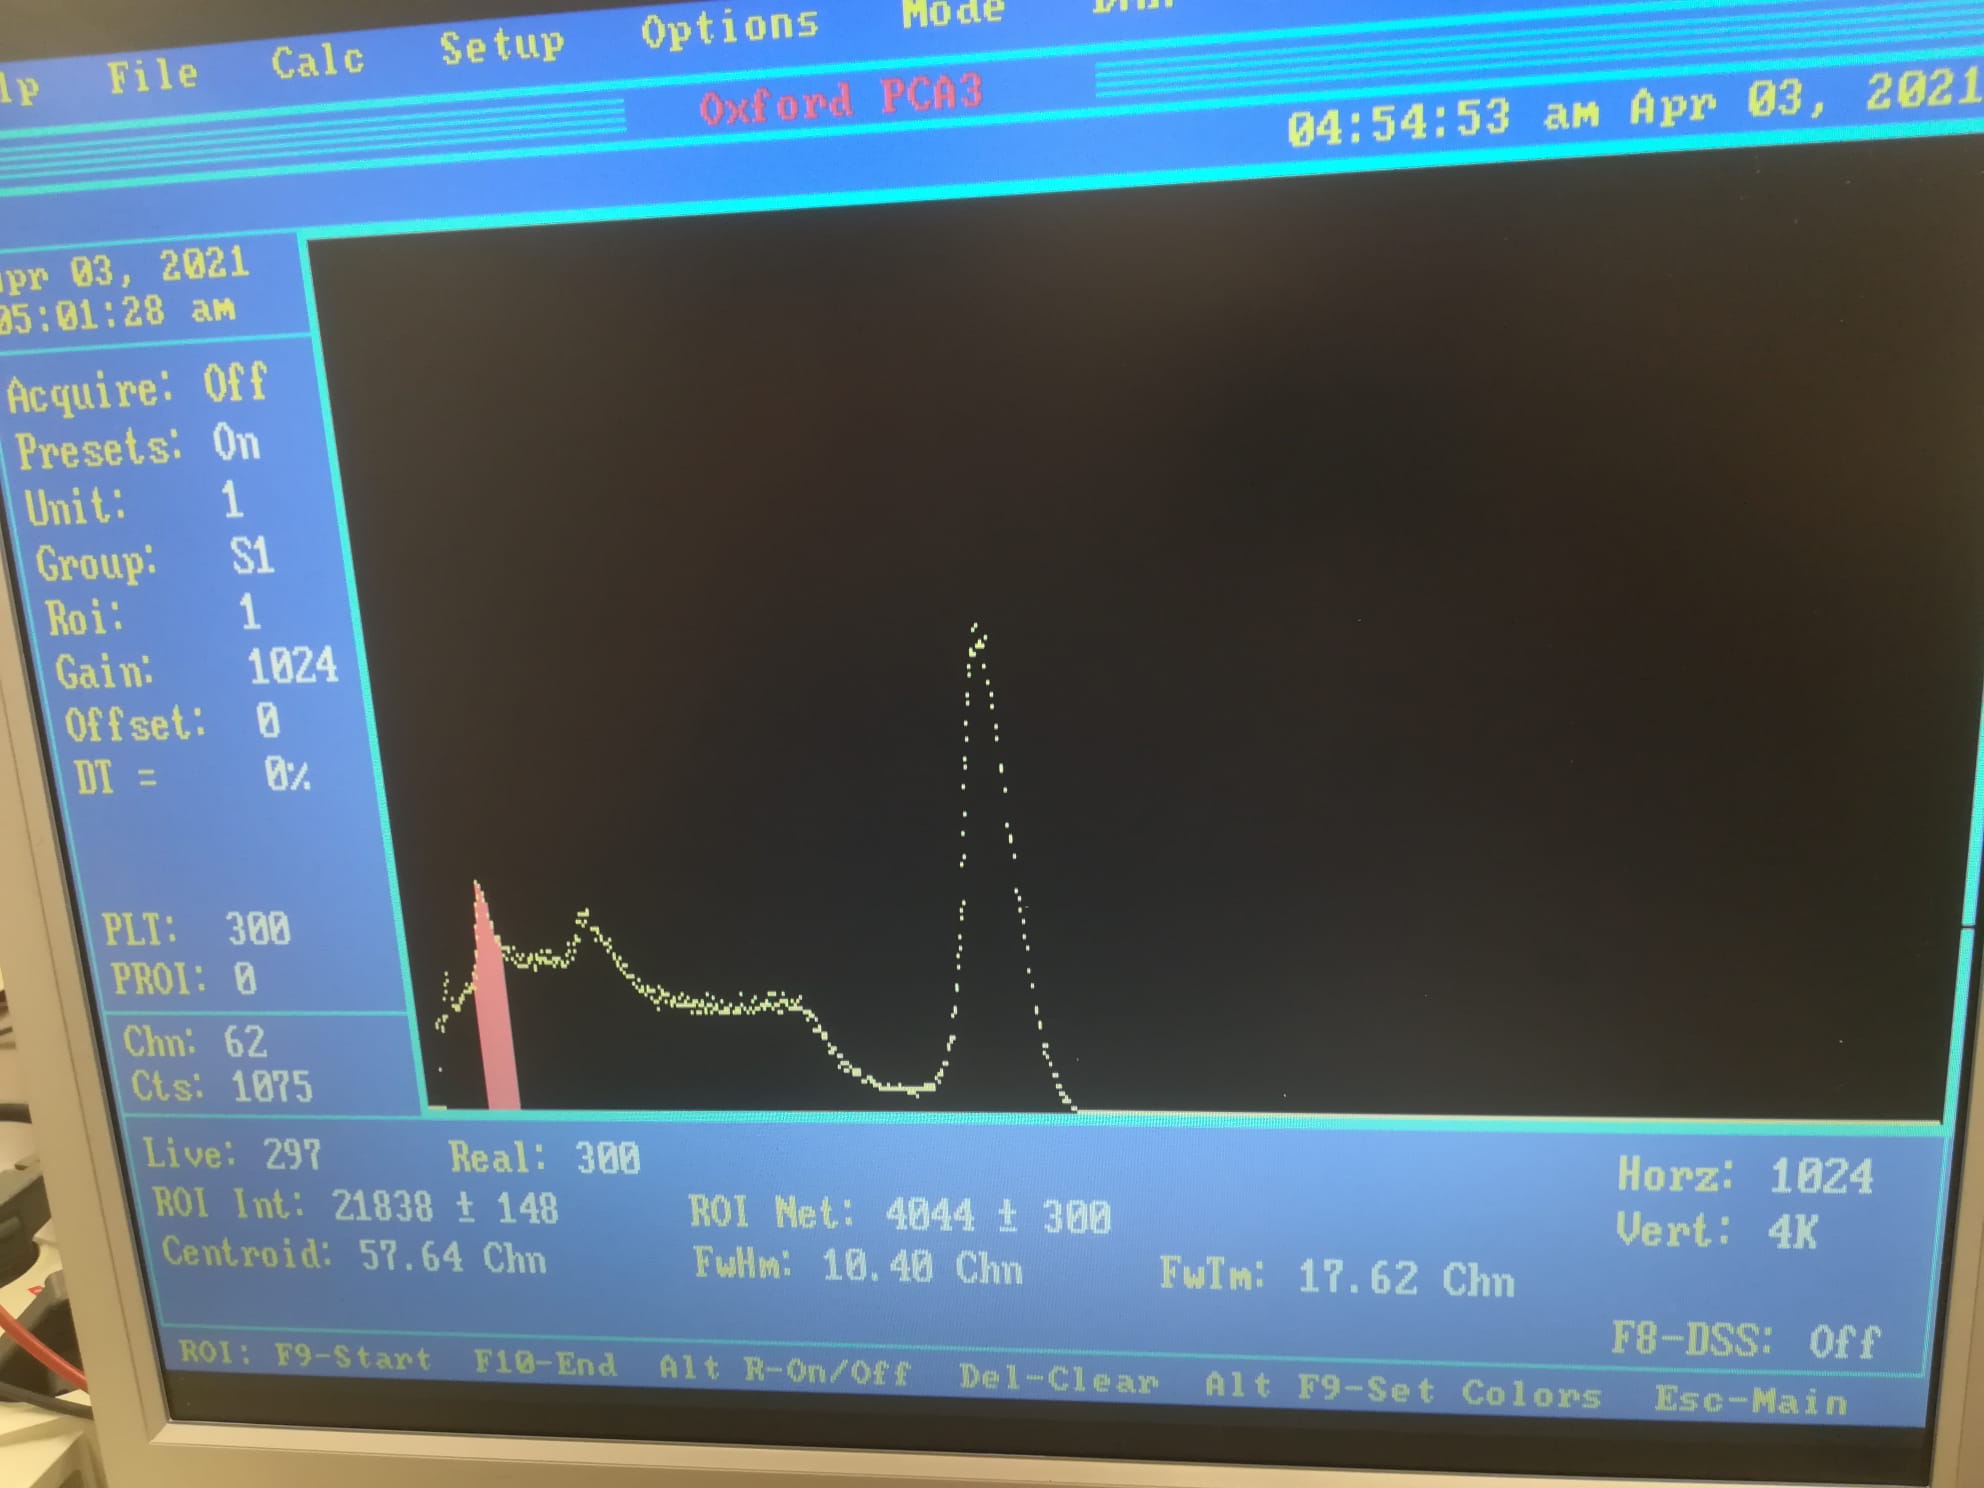 File Calc Setup Options Mode
Oxford PCA3
04:54:53 am Apr 03, 2021
pr 03, 2021
05:01:28 am
Acquire: Off
Presets: On
Unit: 1
Group: S1
Roi: 1
Gain: 1024
Offset: 0
DT = 0%
PLT: 300
PROI: 0
Chn: 62
Cts: 1075
Live: 297 Real: 300
Horz: 1024
ROI Int: 21838 ± 148 ROI Net: 4044 ± 300
Vert: 4K
Centroid: 57.64 Chn FwHm: 10.40 Chn FwTm: 17.62 Chn
F8-DSS: Off
ROI: F9-Start F10-End Alt R-On/Off Del-Clear Alt F9-Set Colors Esc-Main